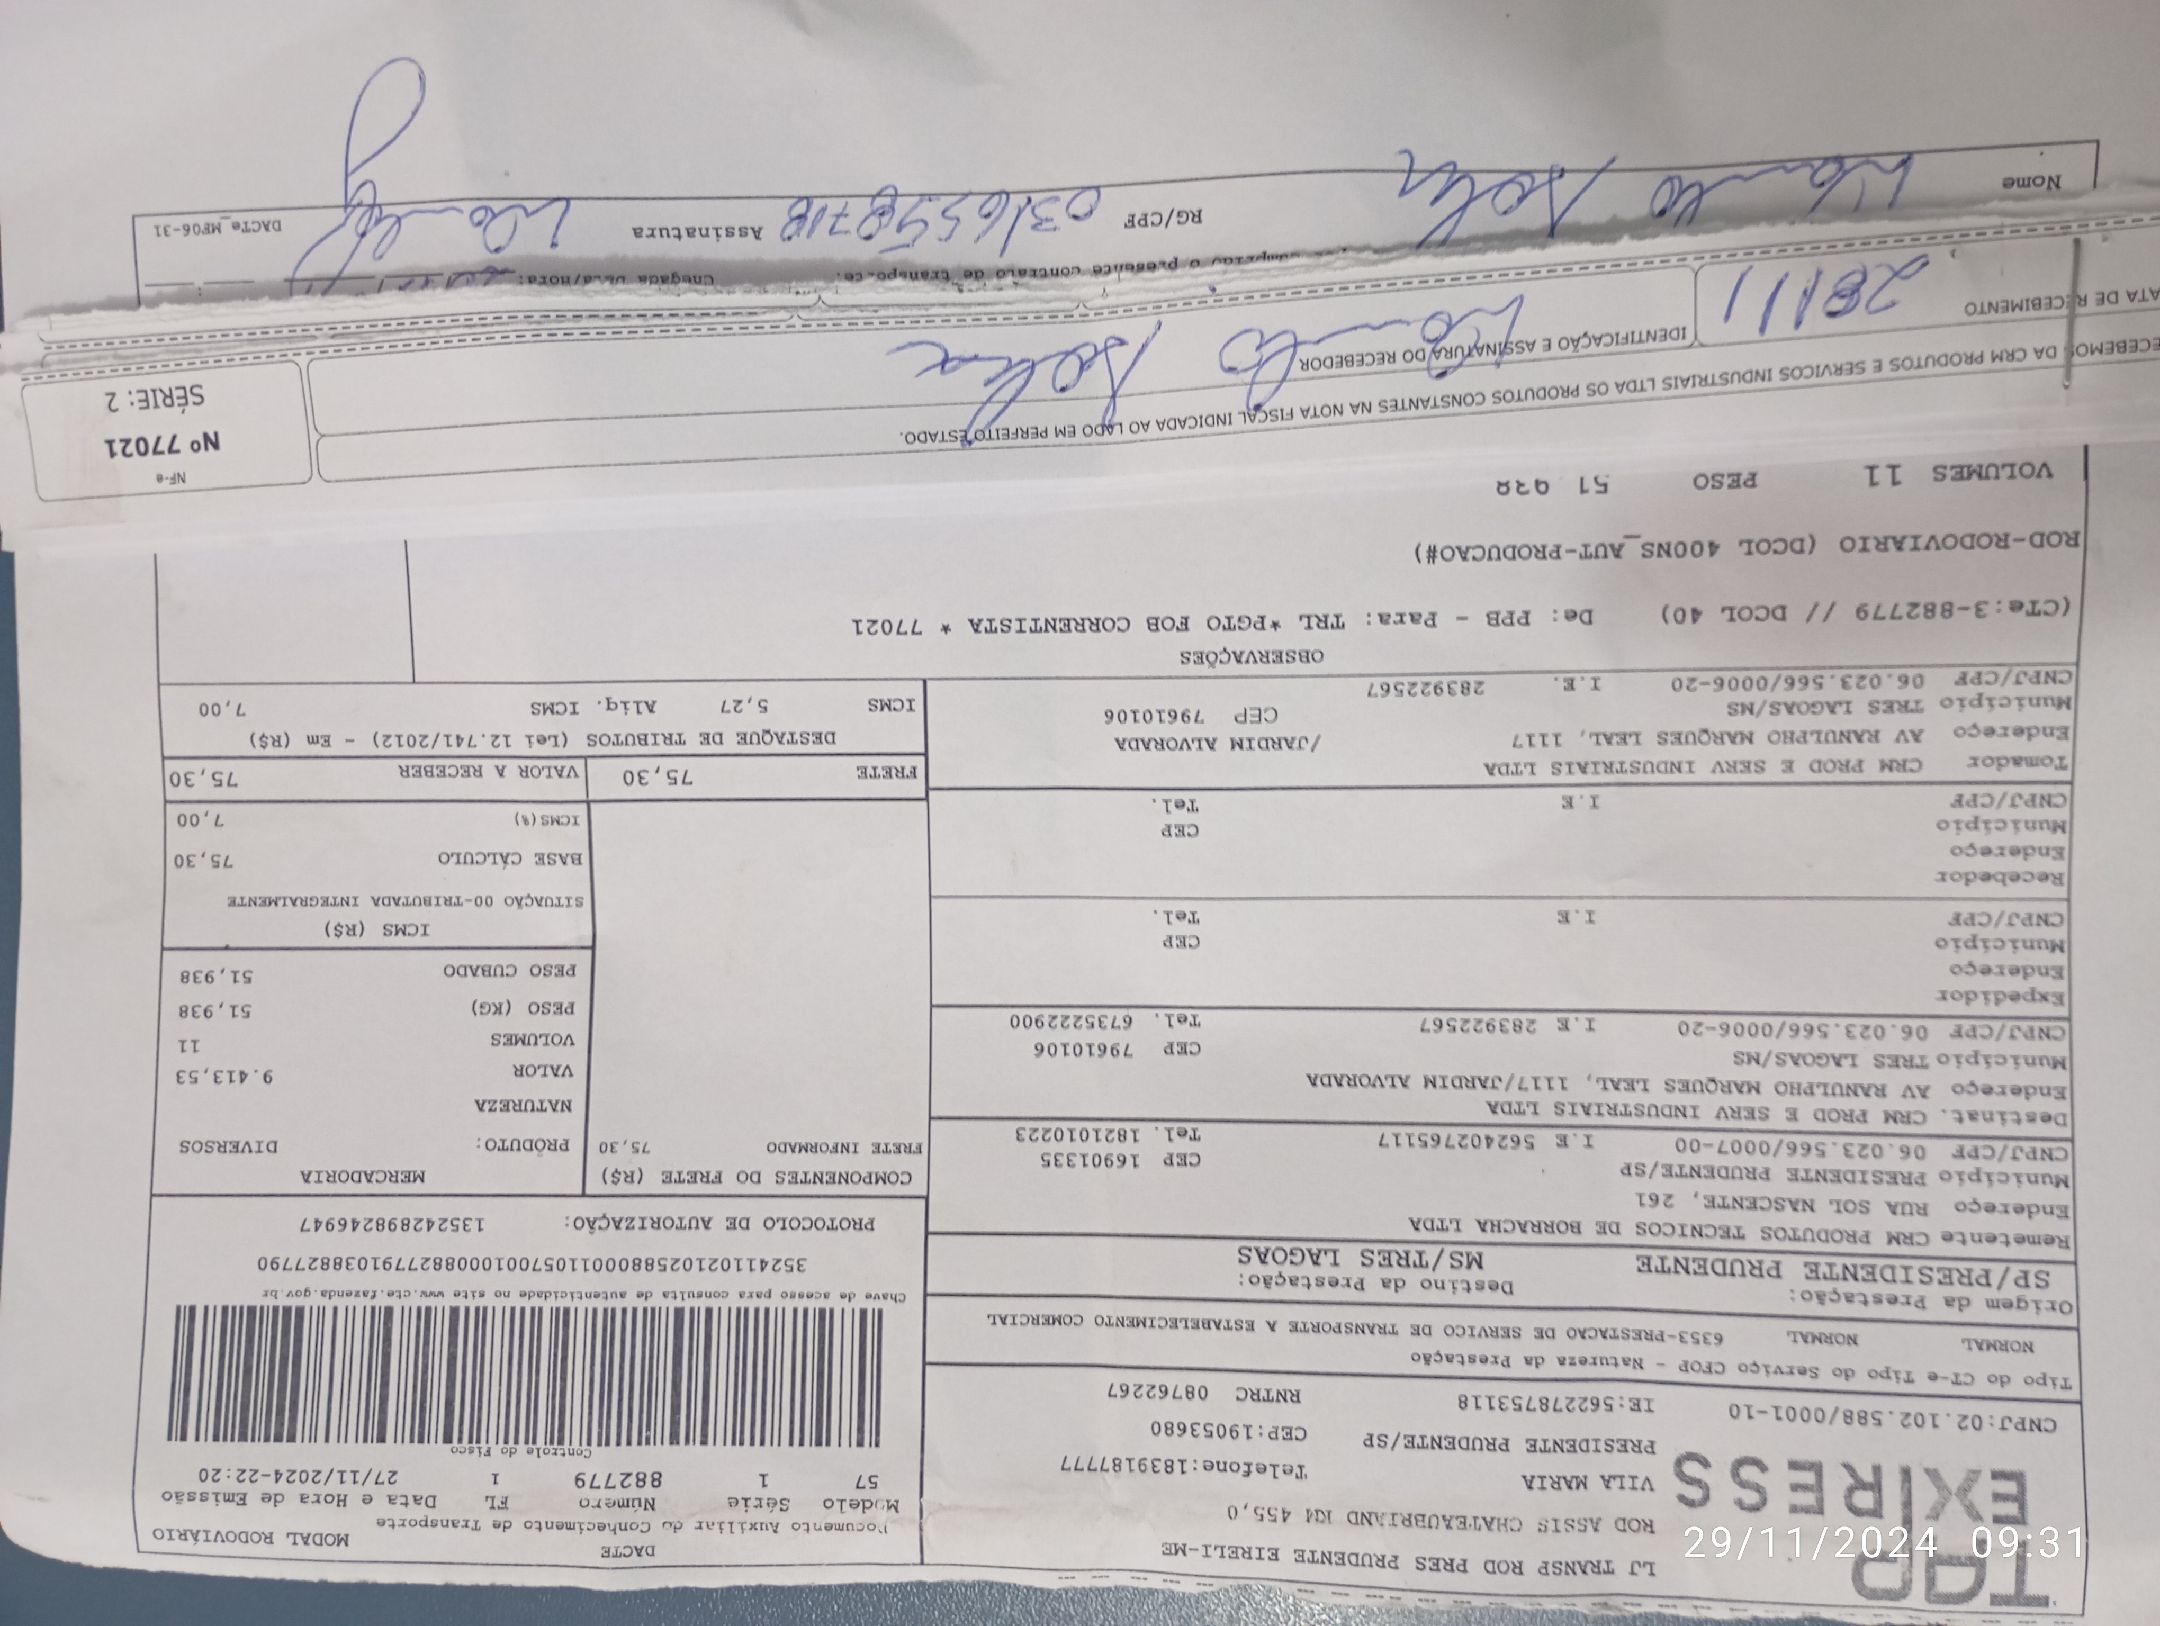 TOP
EXPRESS
LJ TRANSP ROD PRES PRUDENTE EIRELI-ME
ROD ASSIS CHATEAUBRIAND KM 455,0
VILA MARIA Telefone:1839187777
PRESIDENTE PRUDENTE/SP CEP:19053680
CNPJ:02.102.588/0001-10 IE:562278753118 RNTRC 08762267
DACTE MODAL RODOVIÁRIO
Documento Auxiliar do Conhecimento de Transporte
Modelo Série Número FL Data e Hora de Emissão
57 1 882779 1 27/11/2024-22:20
Controle do Fisco
Chave de acesso para consulta de autenticidade no site www.cte.fazenda.gov.br
35241102102588000110570010008827791038827790
PROTOCOLO DE AUTORIZAÇÃO: 135242898246947
Tipo do CT-e Tipo do Serviço CFOP - Natureza da Prestação
NORMAL NORMAL 6353-PRESTACAO DE SERVICO DE TRANSPORTE A ESTABELECIMENTO COMERCIAL
Origem da Prestação: Destino da Prestação:
SP/PRESIDENTE PRUDENTE MS/TRES LAGOAS
Remetente CRM PRODUTOS TECNICOS DE BORRACHA LTDA
Endereço RUA SOL NASCENTE, 261
Município PRESIDENTE PRUDENTE/SP CEP 16901335
CNPJ/CPF 06.023.566/0007-00 I.E 562402765117 Tel. 1821010223
Destinat. CRM PROD E SERV INDUSTRIAIS LTDA
Endereço AV RANULPHO MARQUES LEAL, 1117/JARDIM ALVORADA
Município TRES LAGOAS/MS CEP 79610106
CNPJ/CPF 06.023.566/0006-20 I.E 283922567 Tel. 6735222900
Expedidor
Endereço
Município CEP
CNPJ/CPF I.E Tel.
Recebedor
Endereço
Município CEP
CNPJ/CPF I.E Tel.
Tomador CRM PROD E SERV INDUSTRIAIS LTDA
Endereço AV RANULPHO MARQUES LEAL, 1117 /JARDIM ALVORADA
Município TRES LAGOAS/MS CEP 79610106
CNPJ/CPF 06.023.566/0006-20 I.E. 283922567
COMPONENTES DO FRETE (R$)
FRETE INFORMADO 75,30
MERCADORIA
PRODUTO: DIVERSOS
NATUREZA
VALOR 9.413,53
VOLUMES 11
PESO (KG) 51,938
PESO CUBADO 51,938
ICMS (R$)
SITUAÇÃO 00-TRIBUTADA INTEGRALMENTE
BASE CÁLCULO 75,30
ICMS(%) 7,00
FRETE 75,30 VALOR A RECEBER 75,30
DESTAQUE DE TRIBUTOS (Lei 12.741/2012) - Em (R$)
ICMS 5,27 Aliq. ICMS 7,00
OBSERVAÇÕES
(CTe:3-882779 // DCOL 40) De: PPB - Para: TRL *PGTO FOB CORRENTISTA * 77021
ROD-RODOVIARIO (DCOL 400NS_AUT-PRODUCAO#)
VOLUMES 11 PESO 51 938
ECEBEMOS DA CRM PRODUTOS E SERVICOS INDUSTRIAIS LTDA OS PRODUTOS CONSTANTES NA NOTA FISCAL INDICADA AO LADO EM PERFEITO ESTADO.
NF-e
Nº 77021
SÉRIE: 2
ATA DE RECEBIMENTO
28/11
IDENTIFICAÇÃO E ASSINATURA DO RECEBEDOR
o presente contrato de transporte: Chegada data/hora:
Nome RG/CPF 03165598718 Assinatura DACTe_MF06-31
29/11/2024 09:31